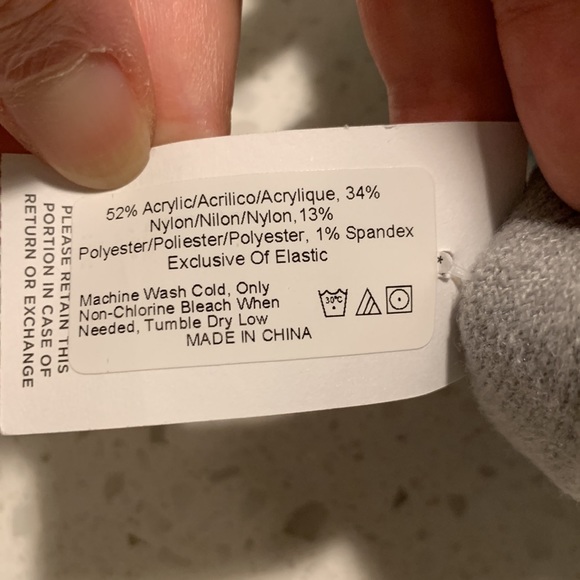 52% Acrylic/Acrilico/Acrylique, 34%
Nylon/Nilon/Nylon,13%
Polyester/Poliester/Polyester, 1% Spandex
Exclusive Of Elastic
Machine Wash Cold, Only
Non-Chlorine Bleach When
Needed, Tumble Dry Low
MADE IN CHINA
30°C
PLEASE RETAIN THIS
PORTION IN CASE OF
RETURN OR EXCHANGE